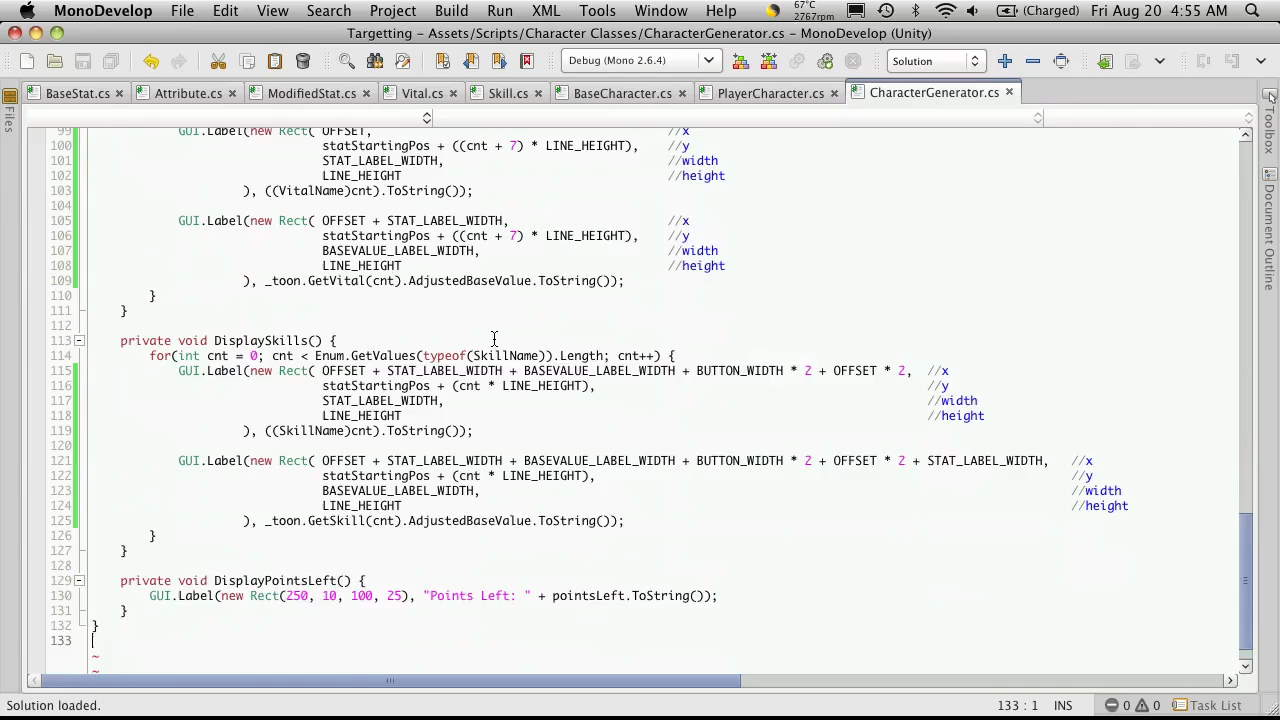 MonoDevelop File Edit View Search Project Build Run XML Tools Window Help 67°C 2767rpm (Charged) Fri Aug 20 4:55 AM
Targetting - Assets/Scripts/Character Classes/CharacterGenerator.cs - MonoDevelop (Unity)
Debug (Mono 2.6.4) Solution
BaseStat.cs Attribute.cs ModifiedStat.cs Vital.cs Skill.cs BaseCharacter.cs PlayerCharacter.cs CharacterGenerator.cs
Files
Toolbox
Document Outline
99 GUI.Label(new Rect( OFFSET, //x
100 statStartingPos + ((cnt + 7) * LINE_HEIGHT), //y
101 STAT_LABEL_WIDTH, //width
102 LINE_HEIGHT //height
103 ), ((VitalName)cnt).ToString());
104
105 GUI.Label(new Rect( OFFSET + STAT_LABEL_WIDTH, //x
106 statStartingPos + ((cnt + 7) * LINE_HEIGHT), //y
107 BASEVALUE_LABEL_WIDTH, //width
108 LINE_HEIGHT //height
109 ), _toon.GetVital(cnt).AdjustedBaseValue.ToString());
110 }
111 }
112
113 private void DisplaySkills() {
114 for(int cnt = 0; cnt < Enum.GetValues(typeof(SkillName)).Length; cnt++) {
115 GUI.Label(new Rect( OFFSET + STAT_LABEL_WIDTH + BASEVALUE_LABEL_WIDTH + BUTTON_WIDTH * 2 + OFFSET * 2, //x
116 statStartingPos + (cnt * LINE_HEIGHT), //y
117 STAT_LABEL_WIDTH, //width
118 LINE_HEIGHT //height
119 ), ((SkillName)cnt).ToString());
120
121 GUI.Label(new Rect( OFFSET + STAT_LABEL_WIDTH + BASEVALUE_LABEL_WIDTH + BUTTON_WIDTH * 2 + OFFSET * 2 + STAT_LABEL_WIDTH, //x
122 statStartingPos + (cnt * LINE_HEIGHT), //y
123 BASEVALUE_LABEL_WIDTH, //width
124 LINE_HEIGHT //height
125 ), _toon.GetSkill(cnt).AdjustedBaseValue.ToString());
126 }
127 }
128
129 private void DisplayPointsLeft() {
130 GUI.Label(new Rect(250, 10, 100, 25), "Points Left: " + pointsLeft.ToString());
131 }
132 }
133
~
~
Solution loaded. 133 : 1 INS 0 0 Task List